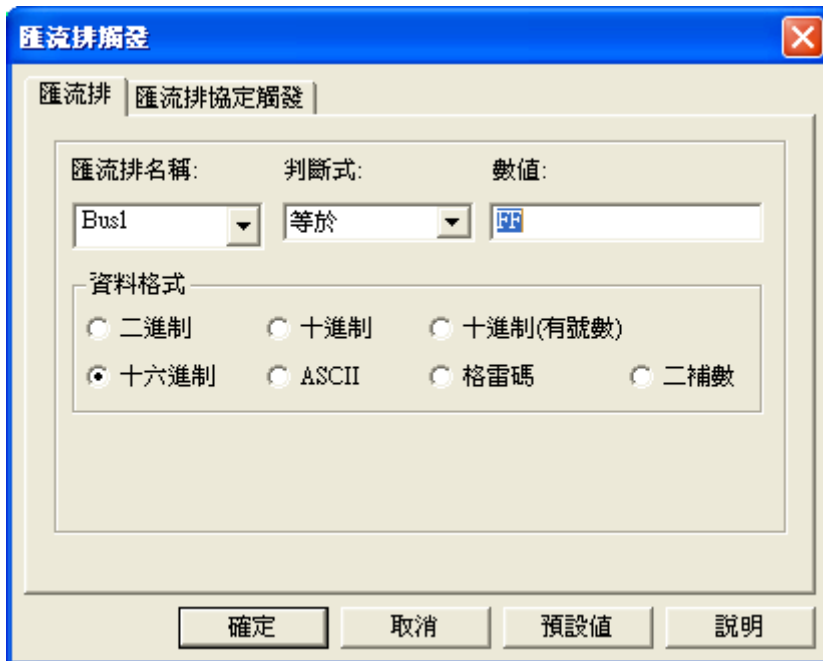 匯流排觸發
匯流排 匯流排協定觸發
匯流排名稱: 判斷式: 數值:
Bus1 等於 FF
資料格式
二進制 十進制 十進制(有號數)
十六進制 ASCII 格雷碼 二補數
確定 取消 預設值 說明